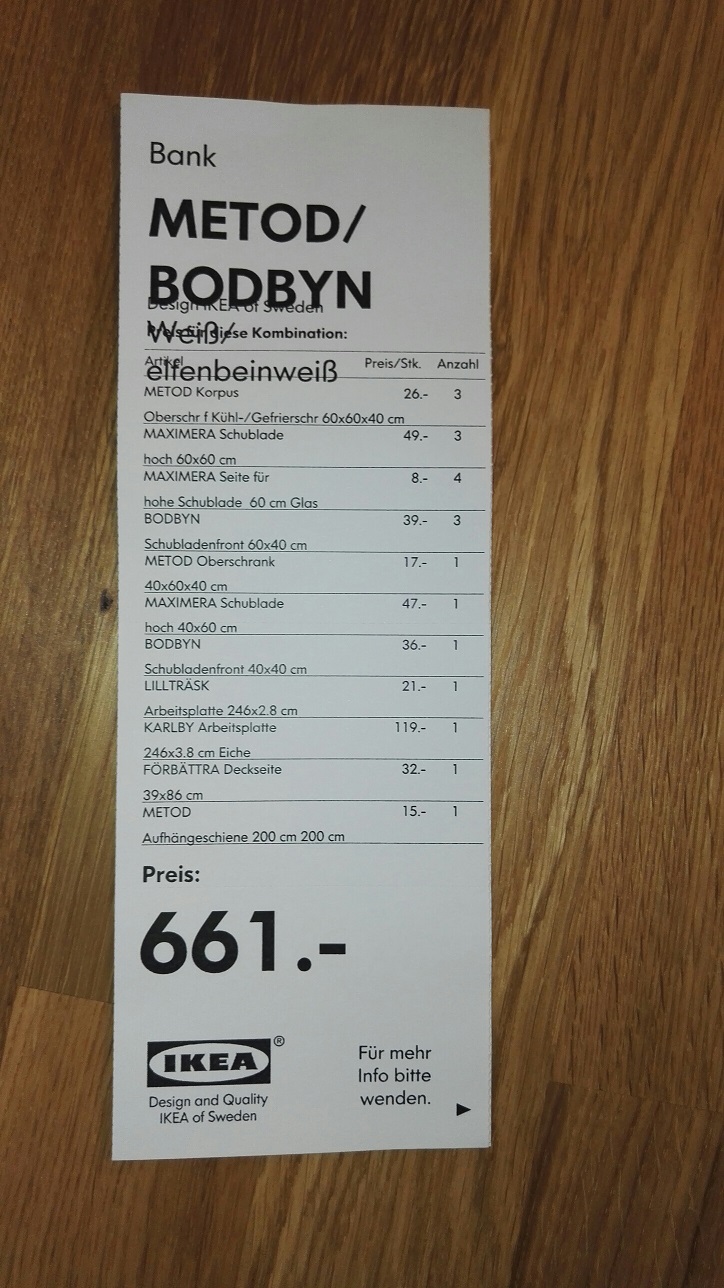 Bank
METOD/
BODBYN
Design IKEA of Sweden
Weiß/
Preis für diese Kombination:
Artikel Preis/Stk. Anzahl
elfenbeinweiß
METOD Korpus 26.- 3
Oberschr f Kühl-/Gefrierschr 60x60x40 cm
MAXIMERA Schublade 49.- 3
hoch 60x60 cm
MAXIMERA Seite für 8.- 4
hohe Schublade 60 cm Glas
BODBYN 39.- 3
Schubladenfront 60x40 cm
METOD Oberschrank 17.- 1
40x60x40 cm
MAXIMERA Schublade 47.- 1
hoch 40x60 cm
BODBYN 36.- 1
Schubladenfront 40x40 cm
LILLTRÄSK 21.- 1
Arbeitsplatte 246x2.8 cm
KARLBY Arbeitsplatte 119.- 1
246x3.8 cm Eiche
FÖRBÄTTRA Deckseite 32.- 1
39x86 cm
METOD 15.- 1
Aufhängeschiene 200 cm 200 cm
Preis:
661.-
IKEA®
Design and Quality
IKEA of Sweden
Für mehr
Info bitte
wenden.